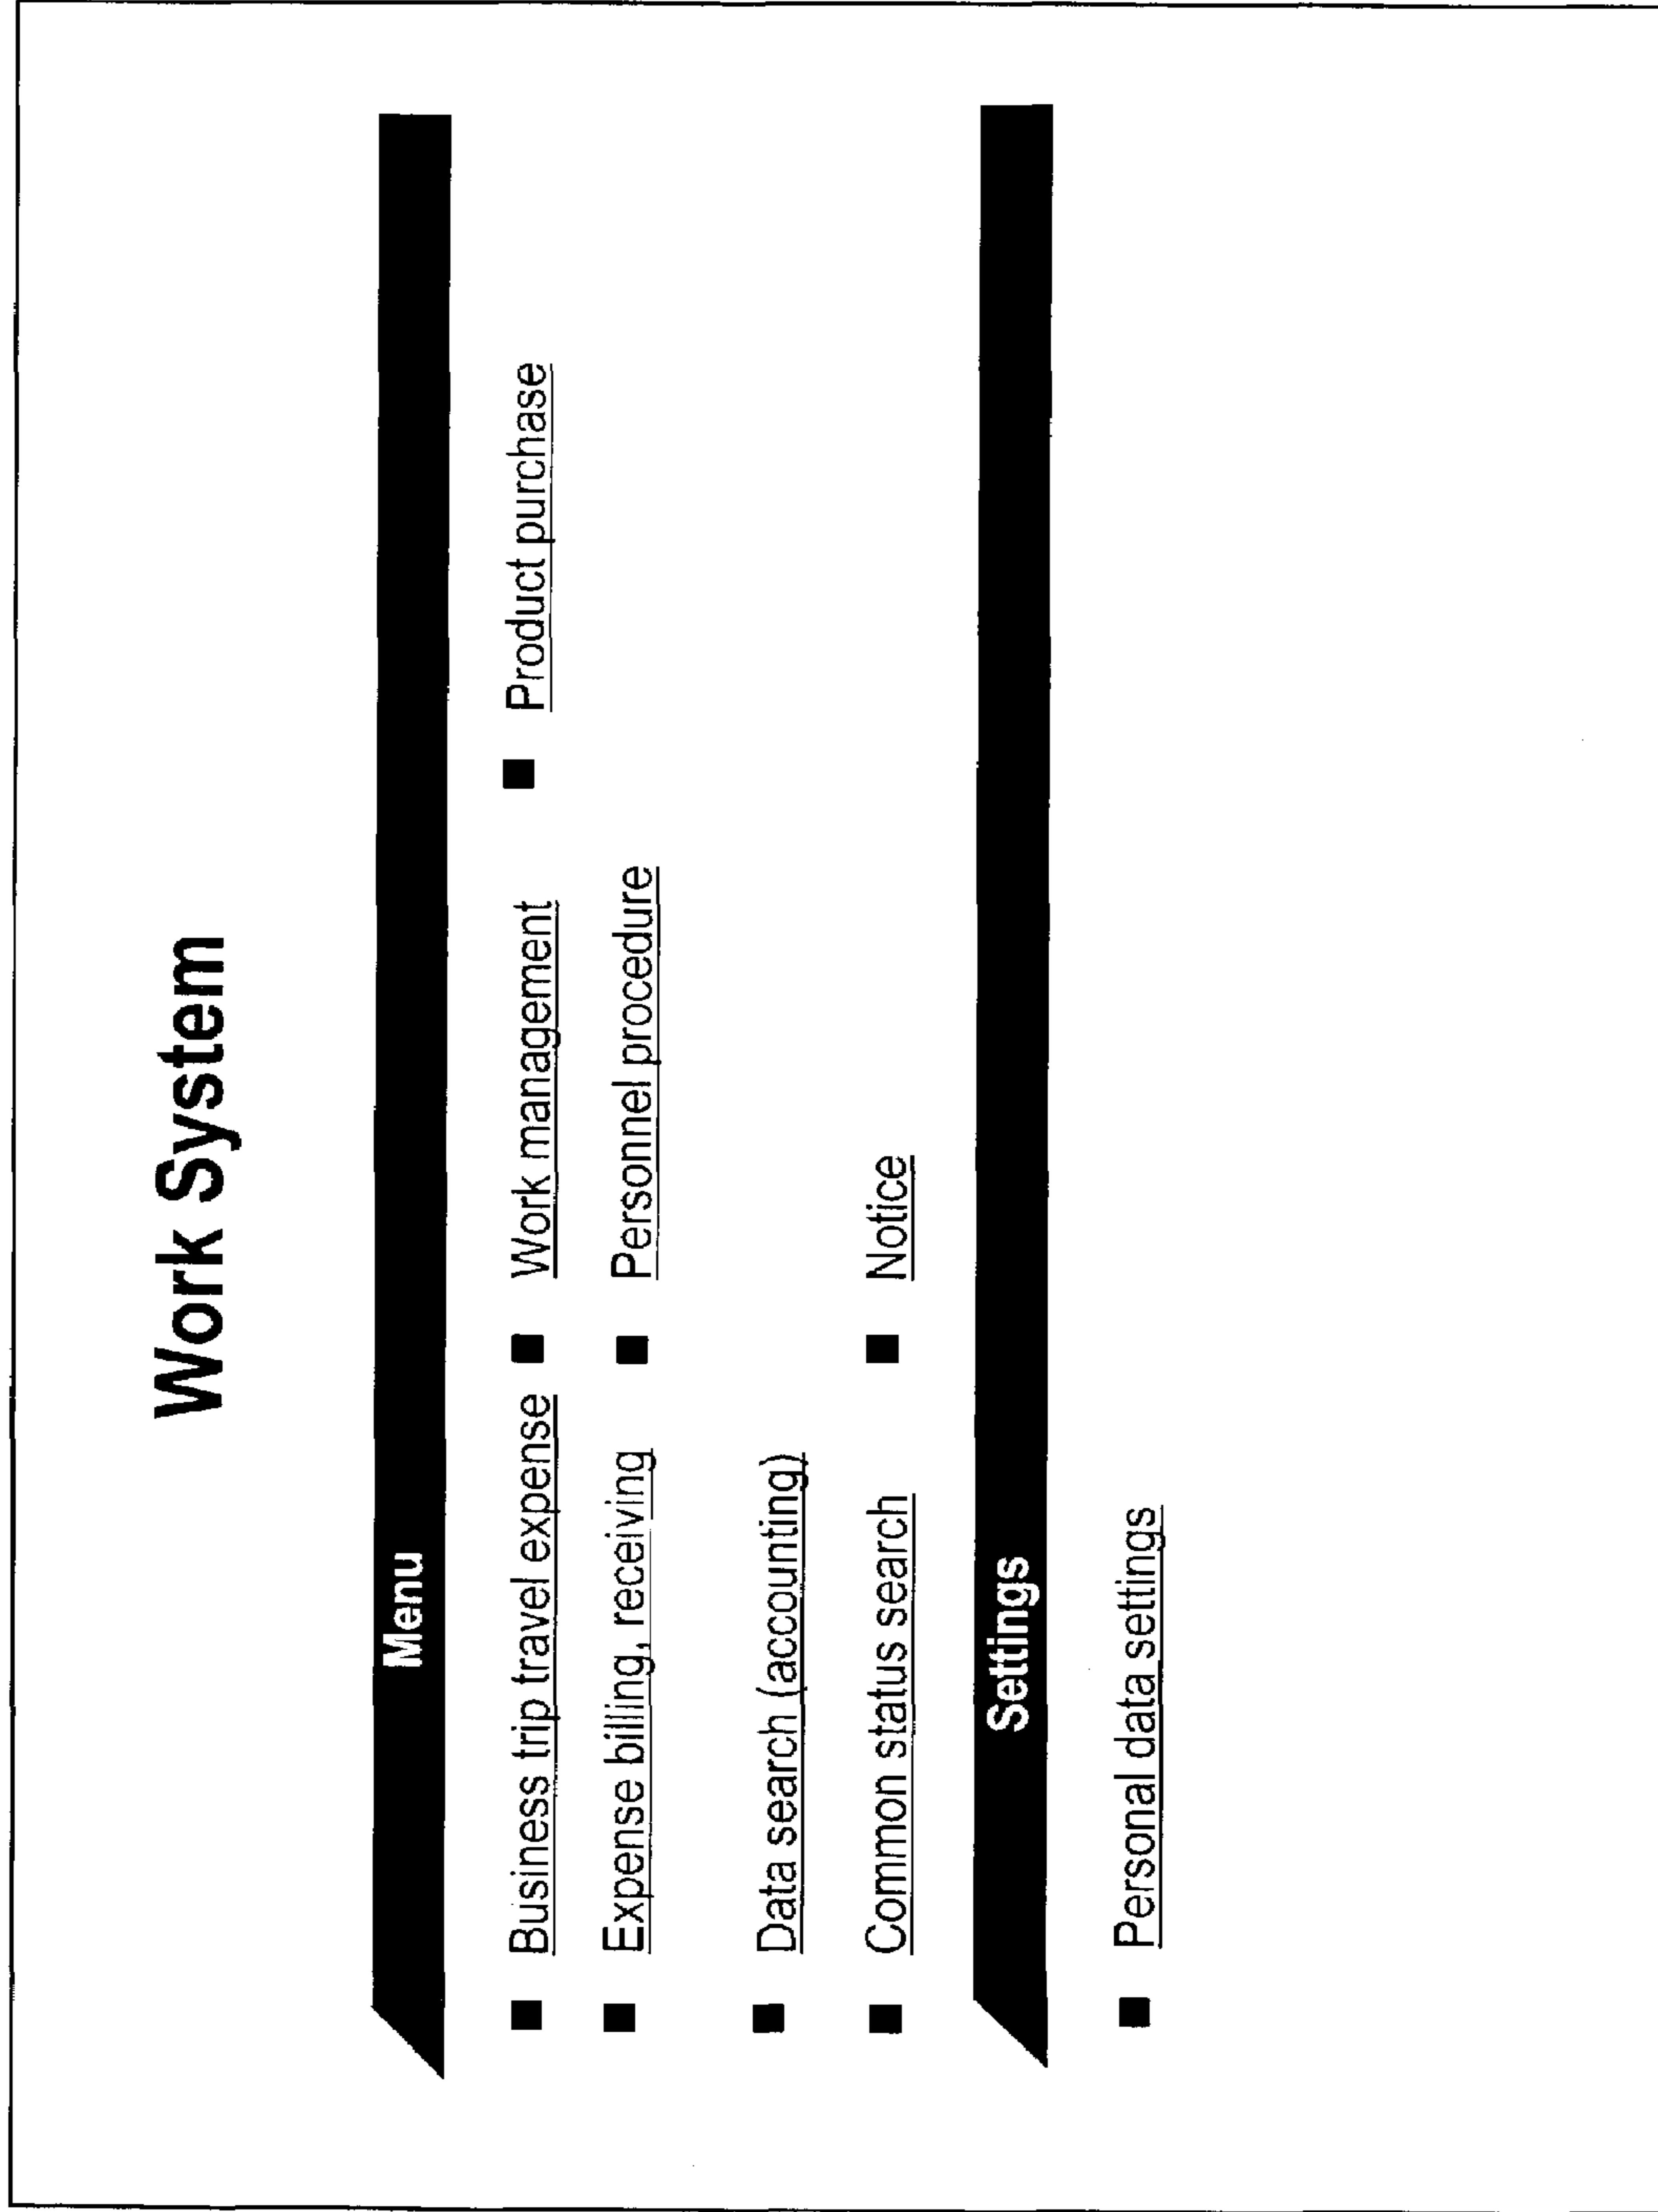 Work System
Menu
■ Business trip travel expense ■ Work management ■ Product purchase
■ Expense billing, receiving ■ Personnel procedure
■ Data search (accounting)
■ Common status search ■ Notice
Settings
■ Personal data settings